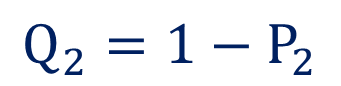 Q₂ = 1 − P₂